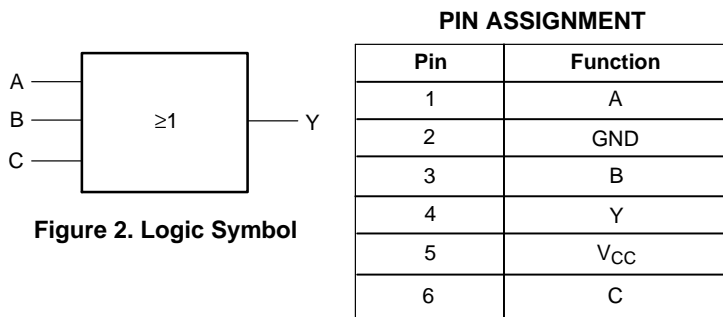 A
B
C
≥1
Y
Figure 2. Logic Symbol
PIN ASSIGNMENT
Pin Function
1 A
2 GND
3 B
4 Y
5 VCC
6 C